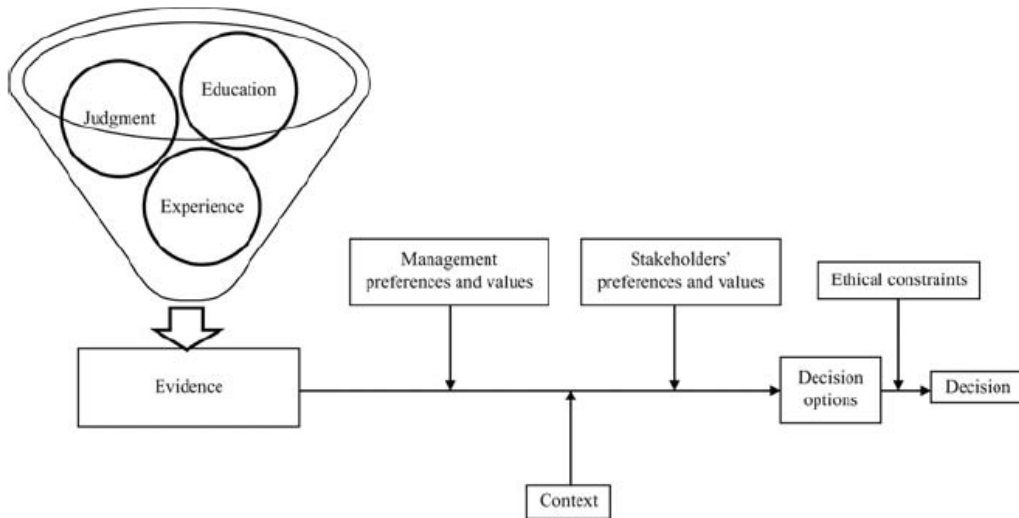 Education
Judgment
Experience
Management
preferences and values
Stakeholders'
preferences and values
Ethical constraints
Evidence
Decision
options
Decision
Context